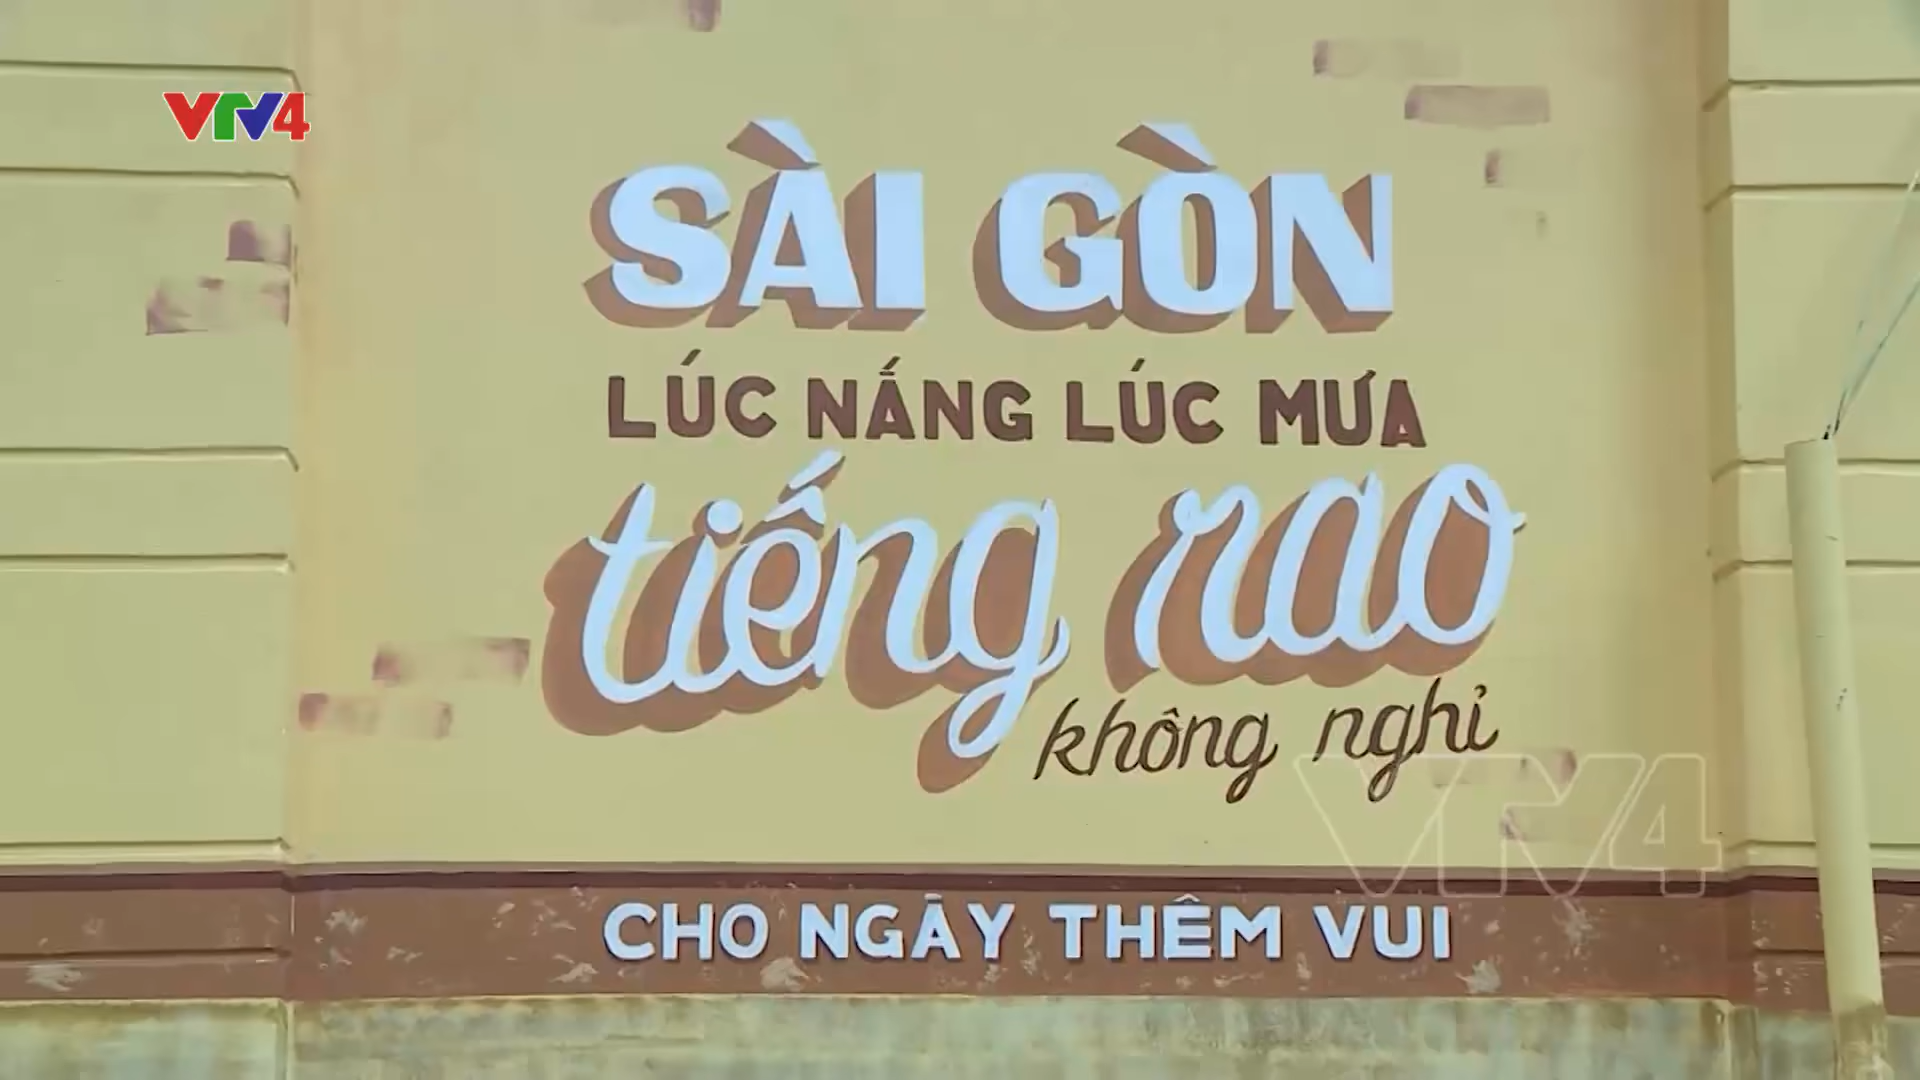 VTV4
SÀI GÒN
LÚC NẮNG LÚC MƯA
tiếng rao
không nghỉ
VTV4
CHO NGÀY THÊM VUI